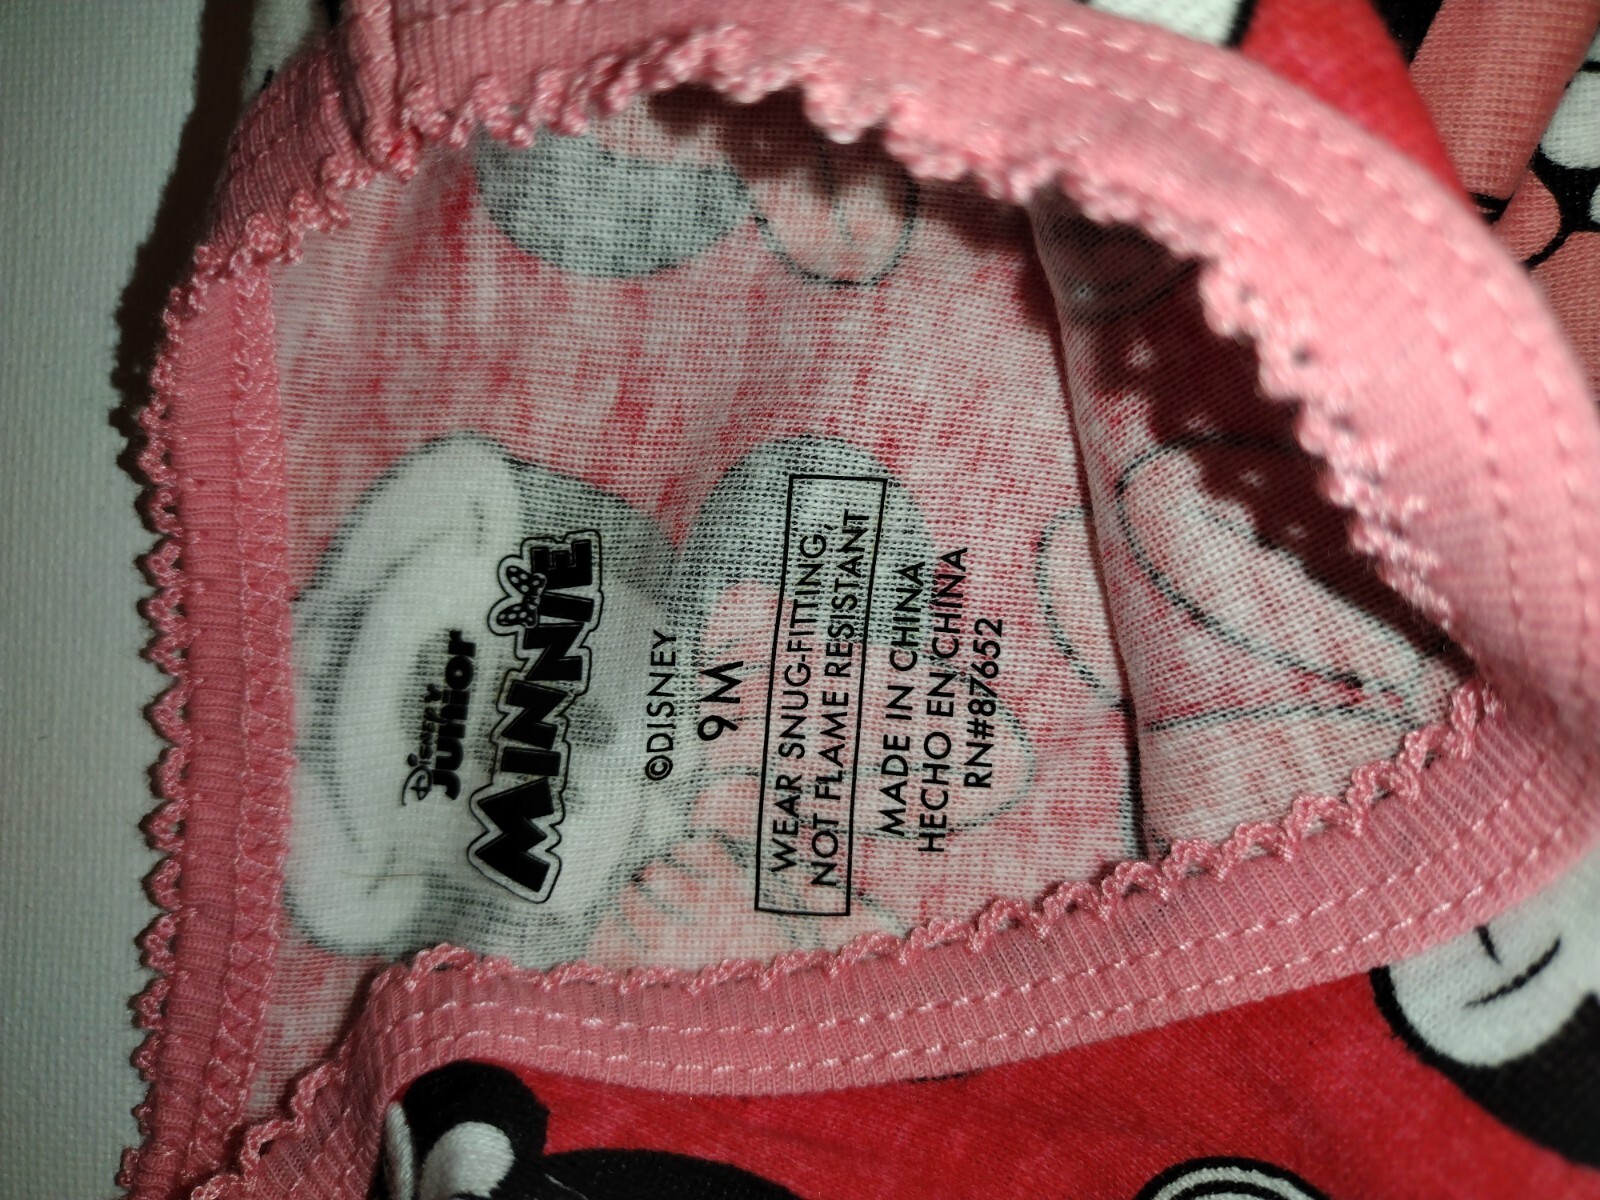 Disney
Junior
MINNIE
©DISNEY
9M
WEAR SNUG-FITTING,
NOT FLAME RESISTANT
MADE IN CHINA
HECHO EN CHINA
RN#87652